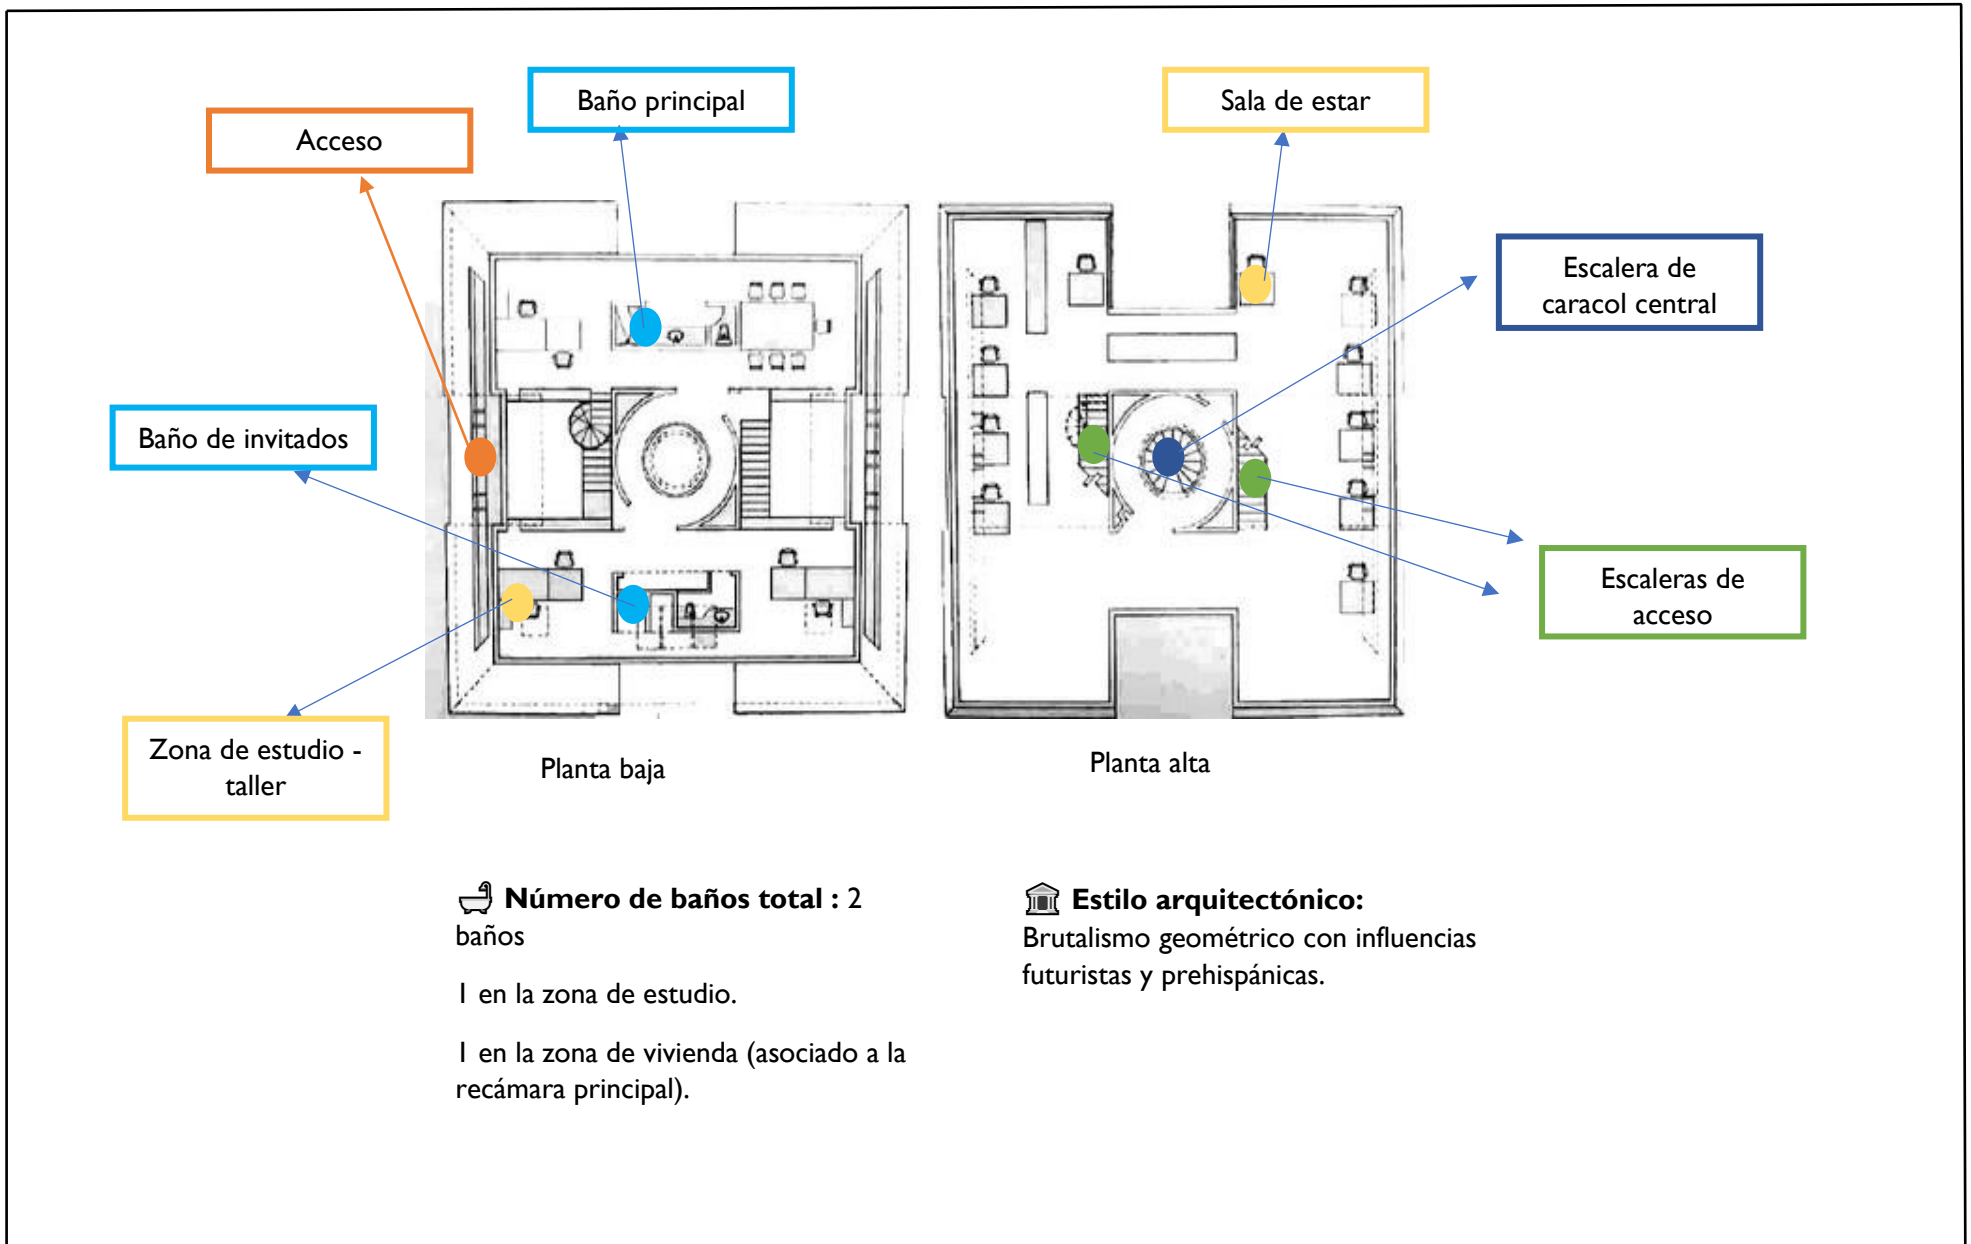 Baño principal
Sala de estar
Acceso
Escalera de
caracol central
Baño de invitados
Escaleras de
acceso
Zona de estudio -
taller
Planta baja
Planta alta
Número de baños total : 2
baños
1 en la zona de estudio.
1 en la zona de vivienda (asociado a la
recámara principal).
Estilo arquitectónico:
Brutalismo geométrico con influencias
futuristas y prehispánicas.